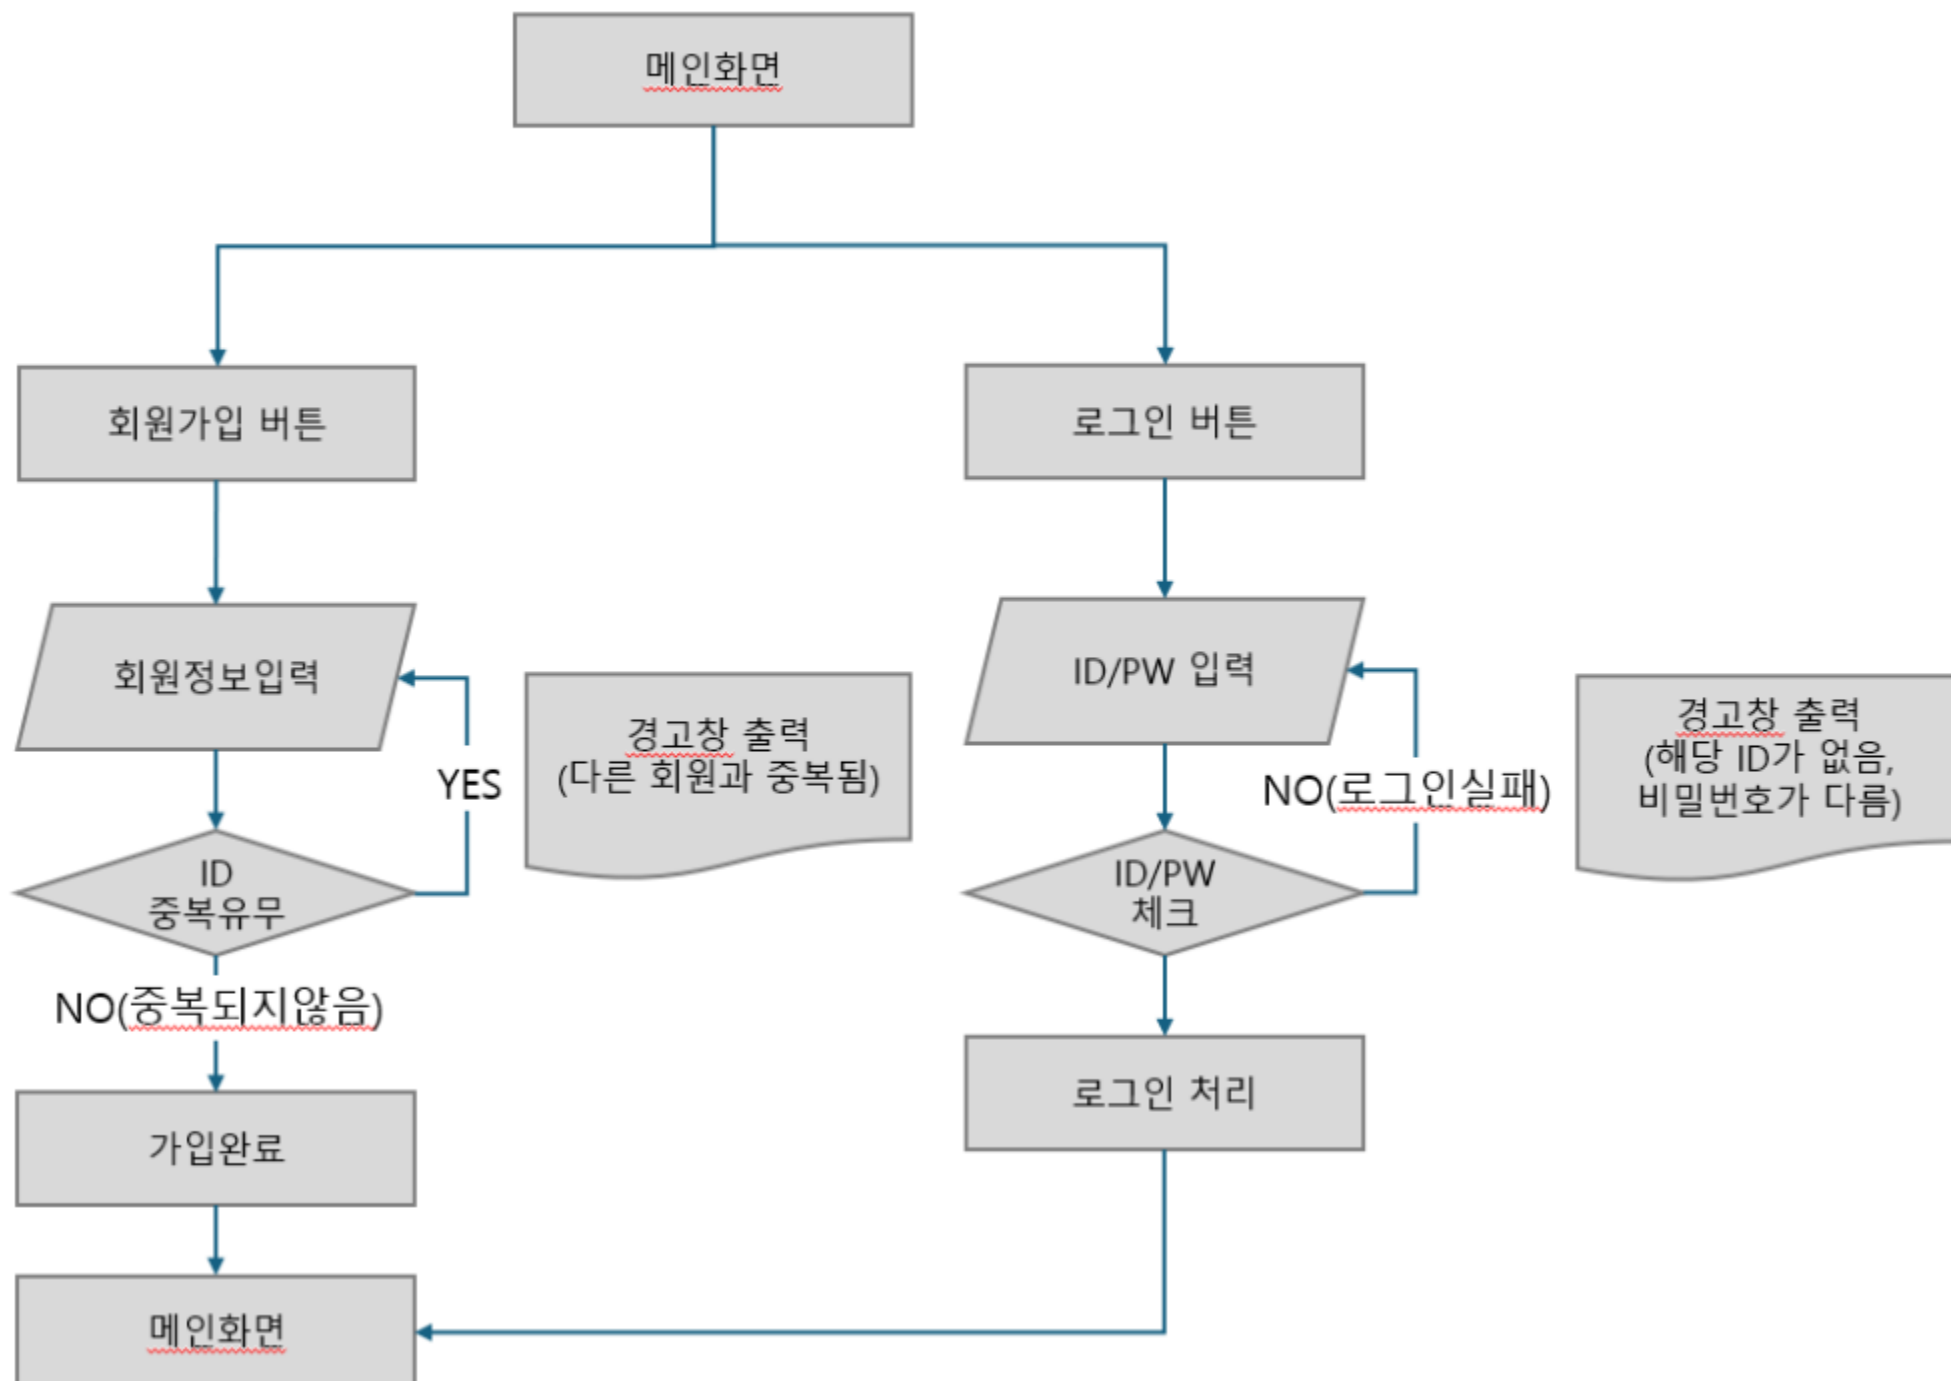 메인화면
회원가입 버튼
로그인 버튼
회원정보입력
ID/PW 입력
경고창 출력
(다른 회원과 중복됨)
경고창 출력
(해당 ID가 없음,
비밀번호가 다름)
YES
NO(로그인실패)
ID
중복유무
ID/PW
체크
NO(중복되지않음)
로그인 처리
가입완료
메인화면